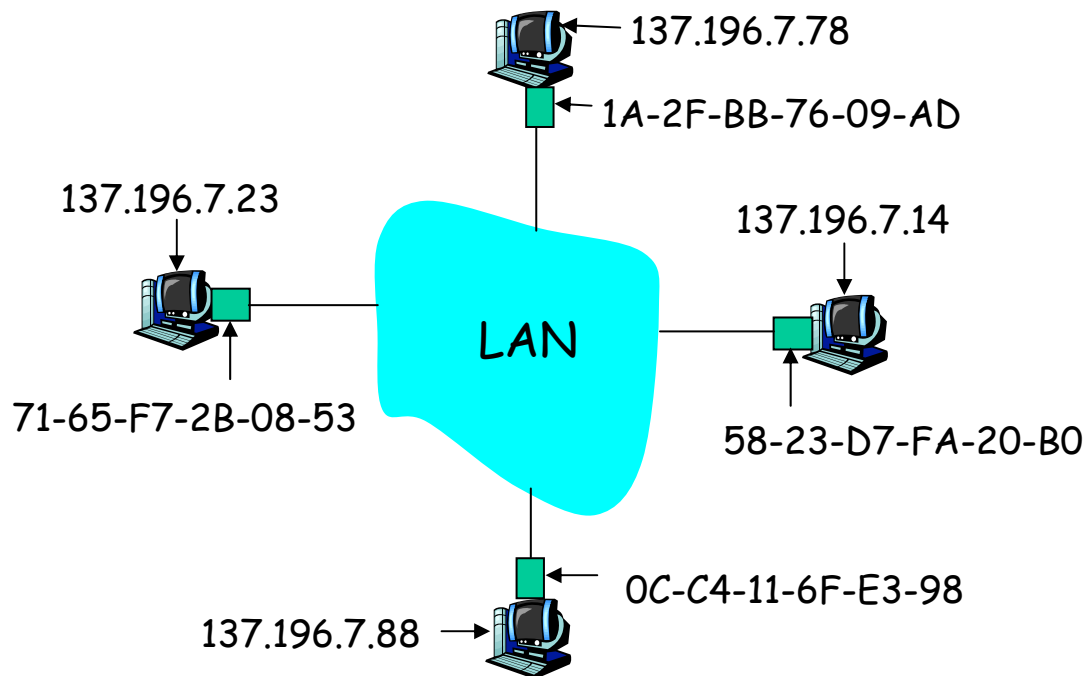 137.196.7.78
1A-2F-BB-76-09-AD
137.196.7.23
137.196.7.14
LAN
71-65-F7-2B-08-53
58-23-D7-FA-20-B0
0C-C4-11-6F-E3-98
137.196.7.88